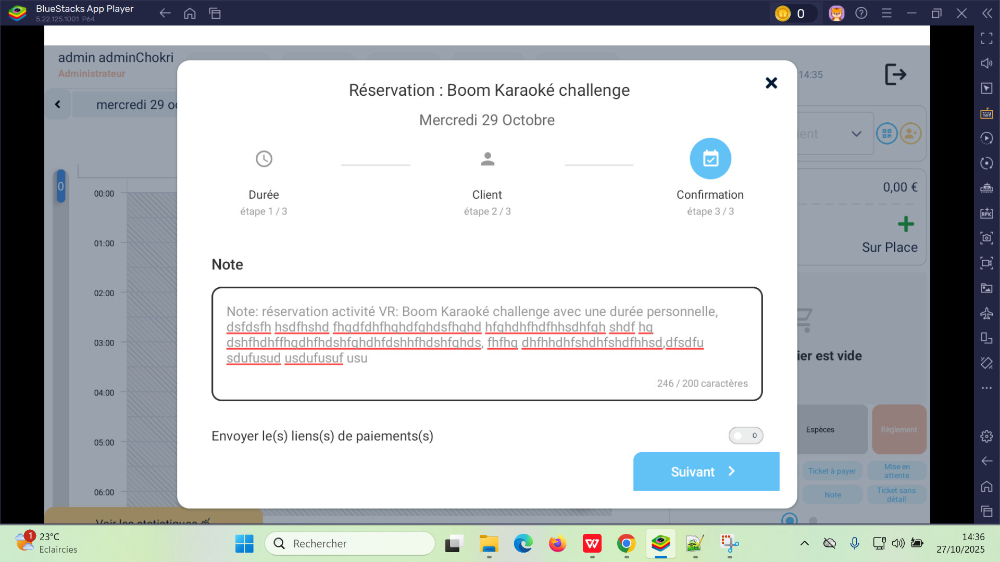 BlueStacks App Player
5.22.125.1001 P64
0
admin adminChokri
Administrateur
14:35
mercredi 29 o
Réservation : Boom Karaoké challenge
Mercredi 29 Octobre
Durée
étape 1 / 3
Client
étape 2 / 3
Confirmation
étape 3 / 3
ient
0
0,00 €
Sur Place
00:00
01:00
02:00
03:00
04:00
05:00
06:00
Note
Note: réservation activité VR: Boom Karaoké challenge avec une durée personnelle,
dsfdsfh hsdfhshd fhqdfdhfhqhdfqhdsfhqhd hfqhdhfhdfhhsdhfqh shdf hq
dshfhdhffhqdhfhdshfqhdhfdshhfhdshfqhds, fhfhq dhfhhdhfshdhfshdfhhsd,dfsdfu
sdufusud usdufusuf usu
246 / 200 caractères
Envoyer le(s) liens(s) de paiements(s)
0
Suivant
ier est vide
Espèces
Règlement
Ticket à payer
Mise en
attente
Note
Ticket sans
détail
Voir les statistiques
1
23°C
Eclaircies
Rechercher
14:36
27/10/2025